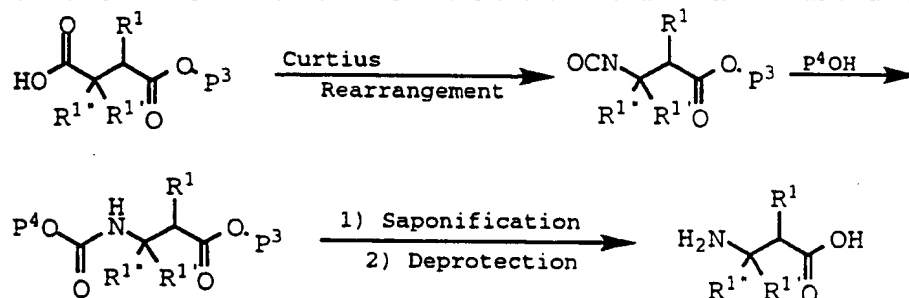 O R¹ HO O O. P³ R¹" R¹'
Curtius
Rearrangement
OCN R¹ O O. P³ R¹" R¹'
P⁴OH
P⁴O O H N R¹ O O. P³ R¹" R¹'
1) Saponification
2) Deprotection
H₂N R¹ OH O R¹" R¹'